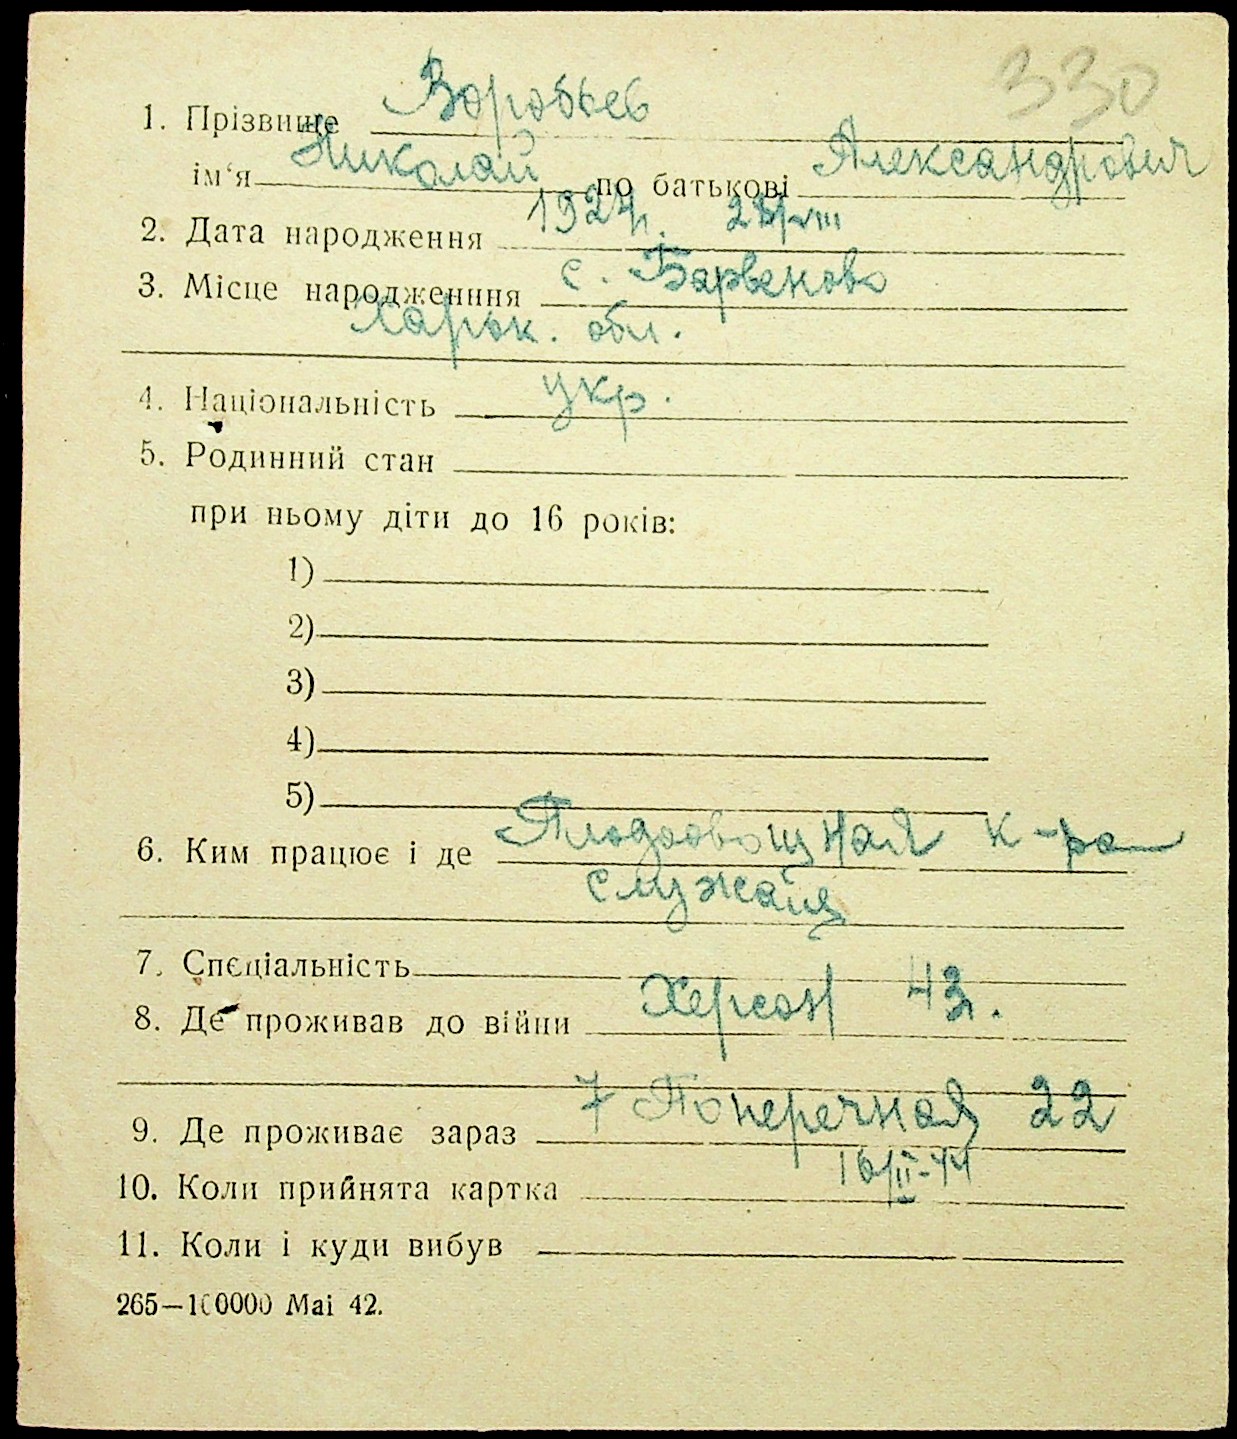 330
1. Прізвище Воробьев
ім‘я Николай по батькові Александрович
2. Дата народження 1924 г. 28/VIII
3. Місце народженння с. Барвеново
Харьк. обл.
4. Національність укр.
5. Родинний стан
при ньому діти до 16 років:
1)
2)
3)
4)
5)
6. Ким працює і де Плодоовощная к-ра
служащ
7. Спеціальність
8. Де проживав до війни Херсон 43.
9. Де проживає зараз 7 Поперечная 22
10. Коли прийнята картка 16/II-44
11. Коли і куди вибув
265—100000 Mai 42.